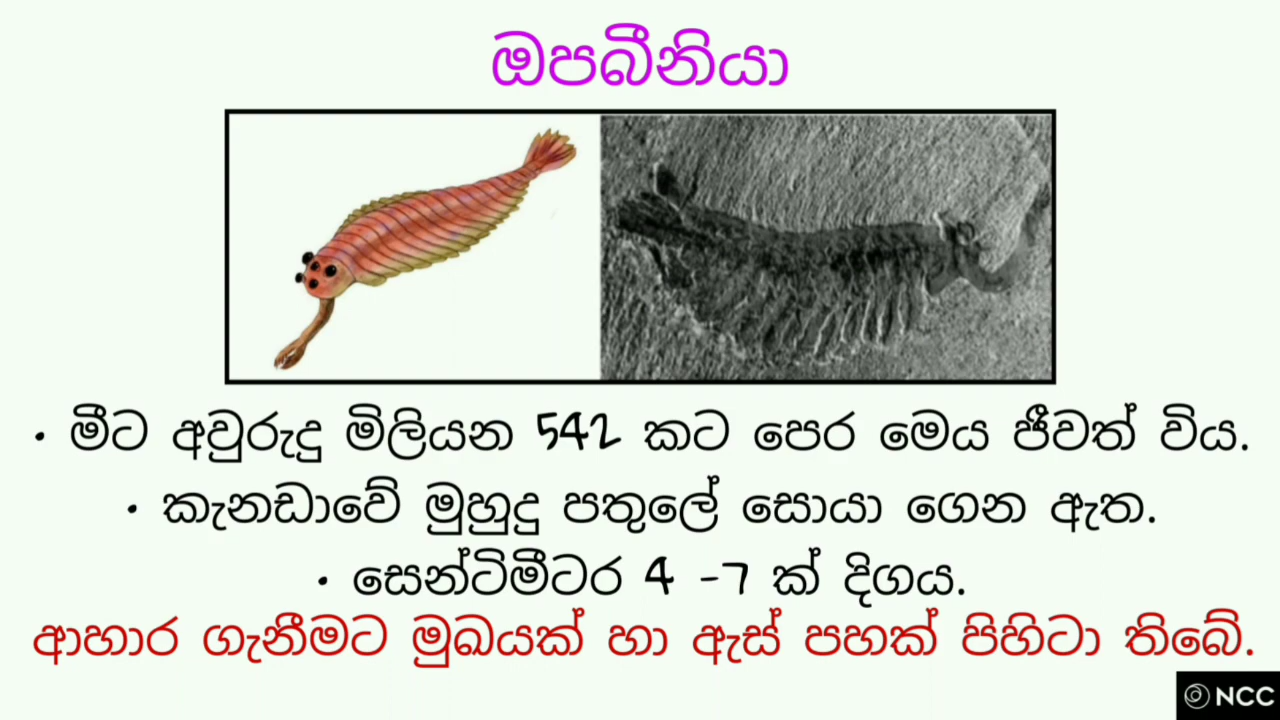 ඔපබීනියා
• මීට අවුරුදු මිලියන 542 කට පෙර මෙය ජීවත් විය.
• කැනඩාවේ මුහුදු පතුලේ සොයා ගෙන ඇත.
• සෙන්ටිමීටර 4 -7 ක් දිගය.
ආහාර ගැනීමට මුඛයක් හා ඇස් පහක් පිහිටා තිබේ.
NCC